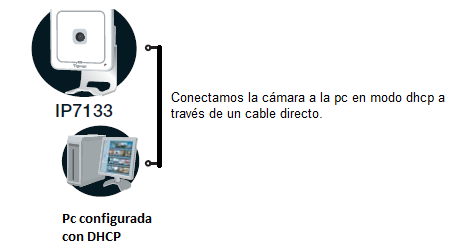 IP7133
Conectamos la cámara a la pc en modo dhcp a
través de un cable directo.
Pc configurada
con DHCP